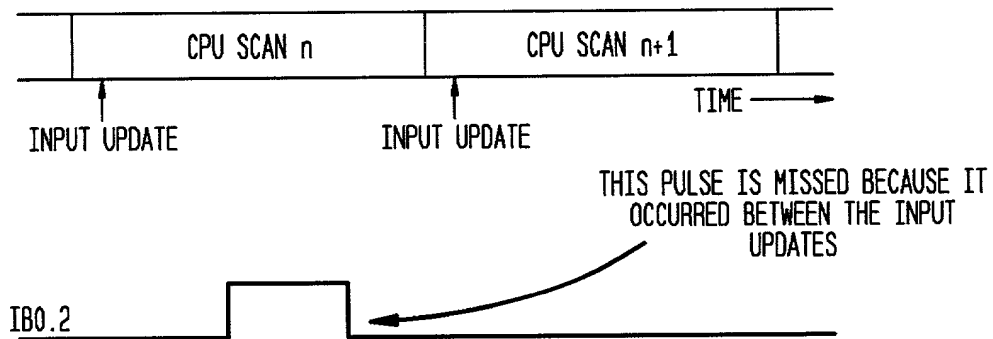 CPU SCAN n
CPU SCAN n+1
TIME
INPUT UPDATE
INPUT UPDATE
THIS PULSE IS MISSED BECAUSE IT
OCCURRED BETWEEN THE INPUT
UPDATES
IB0.2